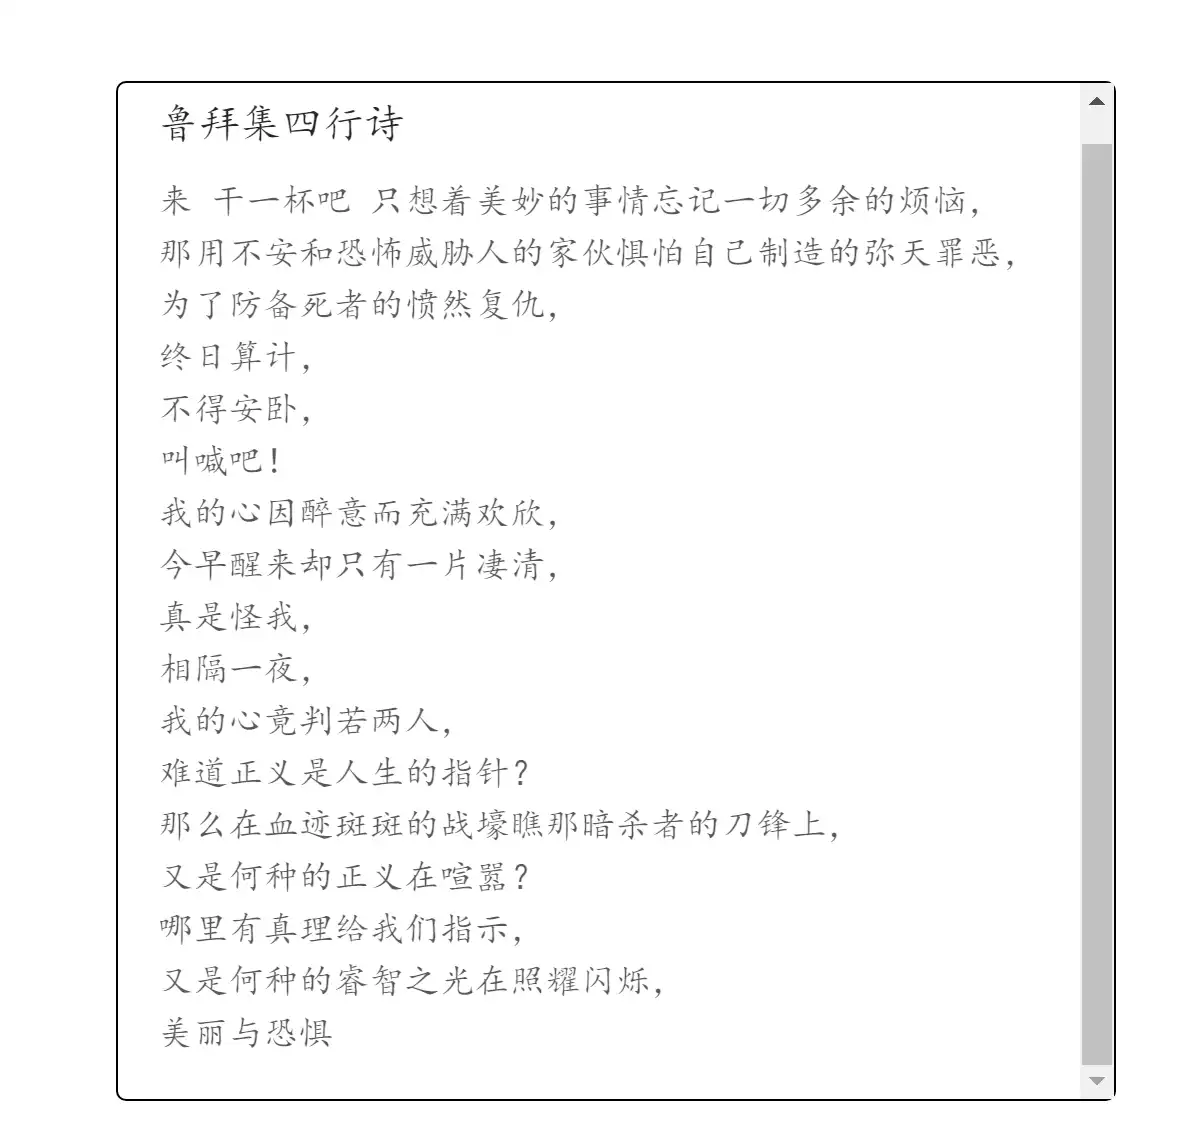 鲁拜集四行诗
来 干一杯吧 只想着美妙的事情忘记一切多余的烦恼，
那用不安和恐怖威胁人的家伙惧怕自己制造的弥天罪恶，
为了防备死者的愤然复仇，
终日算计，
不得安卧，
叫喊吧！
我的心因醉意而充满欢欣，
今早醒来却只有一片凄清，
真是怪我，
相隔一夜，
我的心竟判若两人，
难道正义是人生的指针？
那么在血迹斑斑的战壕瞧那暗杀者的刀锋上，
又是何种的正义在喧嚣？
哪里有真理给我们指示，
又是何种的睿智之光在照耀闪烁，
美丽与恐惧